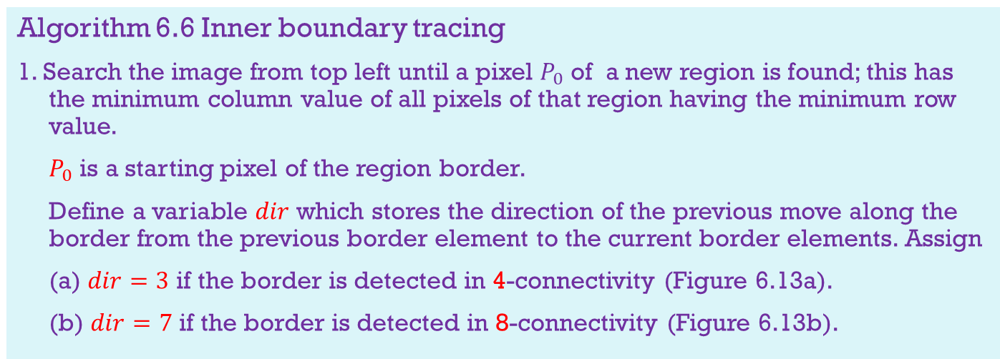 Algorithm 6.6 Inner boundary tracing
1. Search the image from top left until a pixel P₀ of a new region is found; this has
the minimum column value of all pixels of that region having the minimum row
value.
P₀ is a starting pixel of the region border.
Define a variable dir which stores the direction of the previous move along the
border from the previous border element to the current border elements. Assign
(a) dir = 3 if the border is detected in 4-connectivity (Figure 6.13a).
(b) dir = 7 if the border is detected in 8-connectivity (Figure 6.13b).